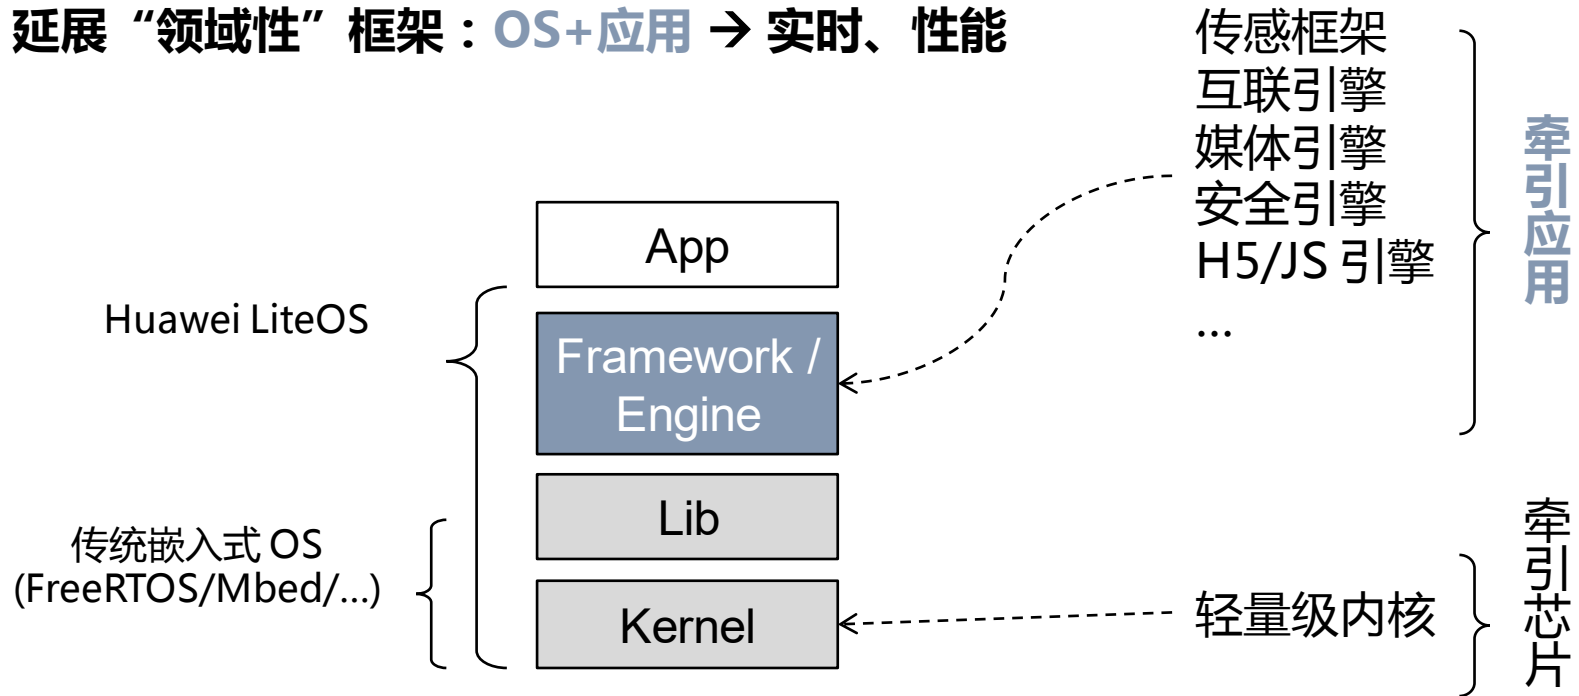 延展“领域性”框架：OS+应用→实时、性能
传感框架
互联引擎
媒体引擎
安全引擎
H5/JS 引擎
...
牵引应用
App
Huawei LiteOS
Framework /
Engine
Lib
传统嵌入式 OS
(FreeRTOS/Mbed/...)
Kernel
轻量级内核
牵引芯片